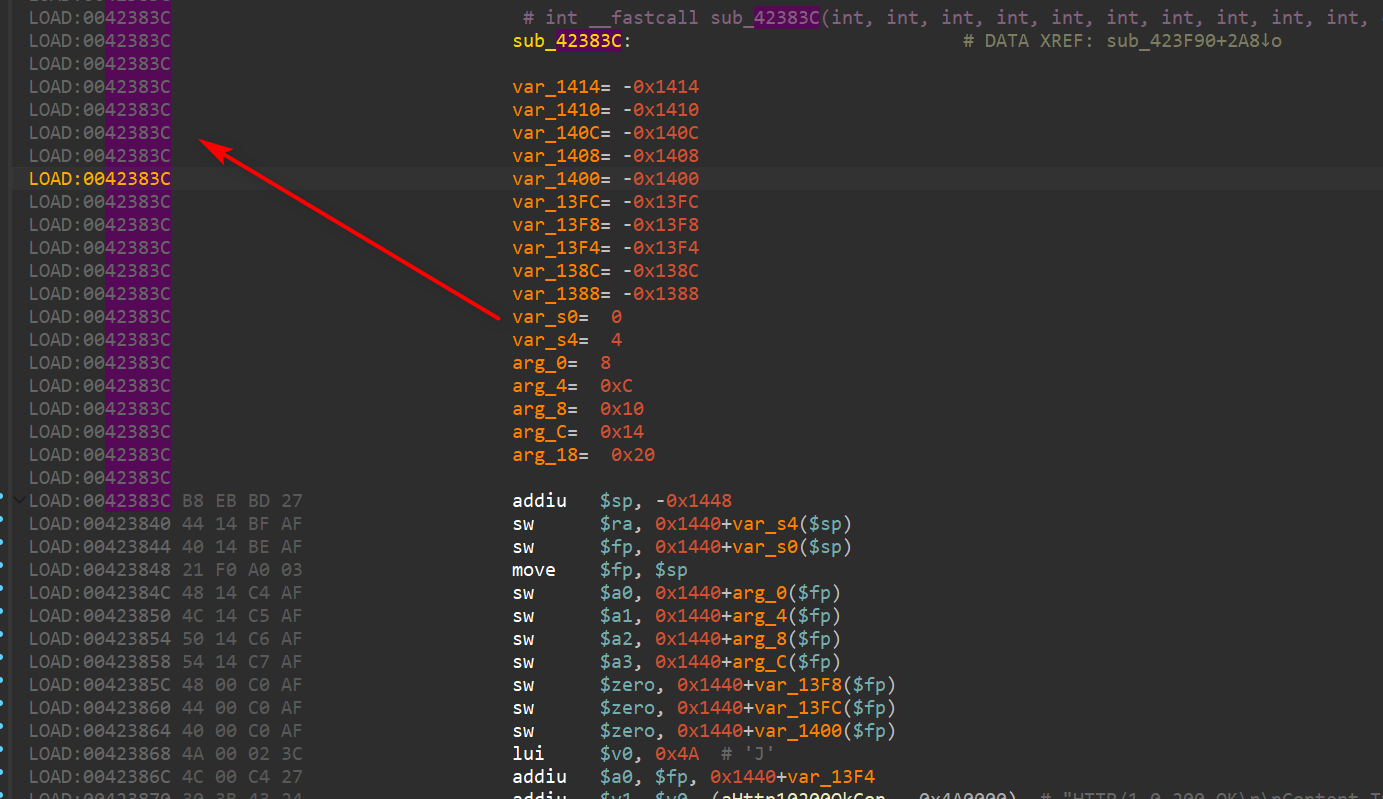 LOAD:0042383C # int __fastcall sub_42383C(int, int, int, int, int, int, int, int, int, int,
LOAD:0042383C sub_42383C: # DATA XREF: sub_423F90+2A8↓o
LOAD:0042383C
LOAD:0042383C var_1414= -0x1414
LOAD:0042383C var_1410= -0x1410
LOAD:0042383C var_140C= -0x140C
LOAD:0042383C var_1408= -0x1408
LOAD:0042383C var_1400= -0x1400
LOAD:0042383C var_13FC= -0x13FC
LOAD:0042383C var_13F8= -0x13F8
LOAD:0042383C var_13F4= -0x13F4
LOAD:0042383C var_138C= -0x138C
LOAD:0042383C var_1388= -0x1388
LOAD:0042383C var_s0= 0
LOAD:0042383C var_s4= 4
LOAD:0042383C arg_0= 8
LOAD:0042383C arg_4= 0xC
LOAD:0042383C arg_8= 0x10
LOAD:0042383C arg_C= 0x14
LOAD:0042383C arg_18= 0x20
LOAD:0042383C
LOAD:0042383C B8 EB BD 27 addiu $sp, -0x1448
LOAD:00423840 44 14 BF AF sw $ra, 0x1440+var_s4($sp)
LOAD:00423844 40 14 BE AF sw $fp, 0x1440+var_s0($sp)
LOAD:00423848 21 F0 A0 03 move $fp, $sp
LOAD:0042384C 48 14 C4 AF sw $a0, 0x1440+arg_0($fp)
LOAD:00423850 4C 14 C5 AF sw $a1, 0x1440+arg_4($fp)
LOAD:00423854 50 14 C6 AF sw $a2, 0x1440+arg_8($fp)
LOAD:00423858 54 14 C7 AF sw $a3, 0x1440+arg_C($fp)
LOAD:0042385C 48 00 C0 AF sw $zero, 0x1440+var_13F8($fp)
LOAD:00423860 44 00 C0 AF sw $zero, 0x1440+var_13FC($fp)
LOAD:00423864 40 00 C0 AF sw $zero, 0x1440+var_1400($fp)
LOAD:00423868 4A 00 02 3C lui $v0, 0x4A # 'J'
LOAD:0042386C 4C 00 C4 27 addiu $a0, $fp, 0x1440+var_13F4